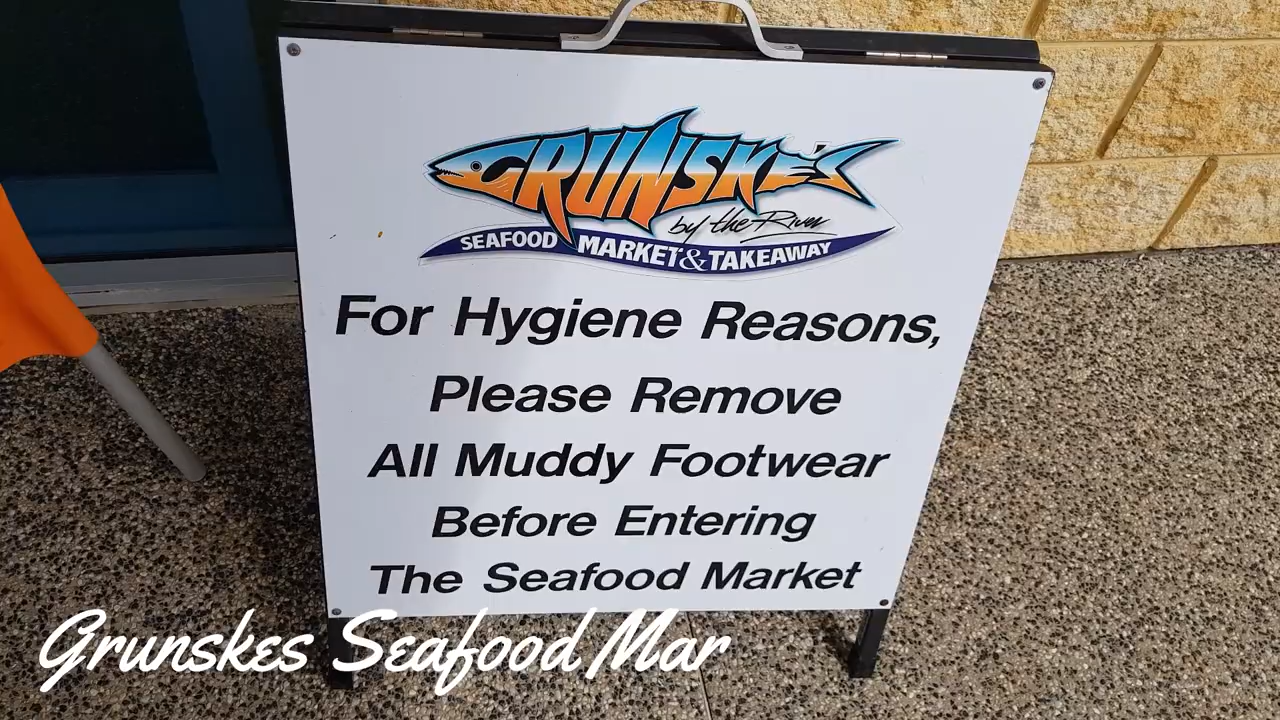 GRUNSKE'S
by the River
SEAFOOD MARKET & TAKEAWAY
For Hygiene Reasons,
Please Remove
All Muddy Footwear
Before Entering
The Seafood Market
Grunskes Seafood Mar